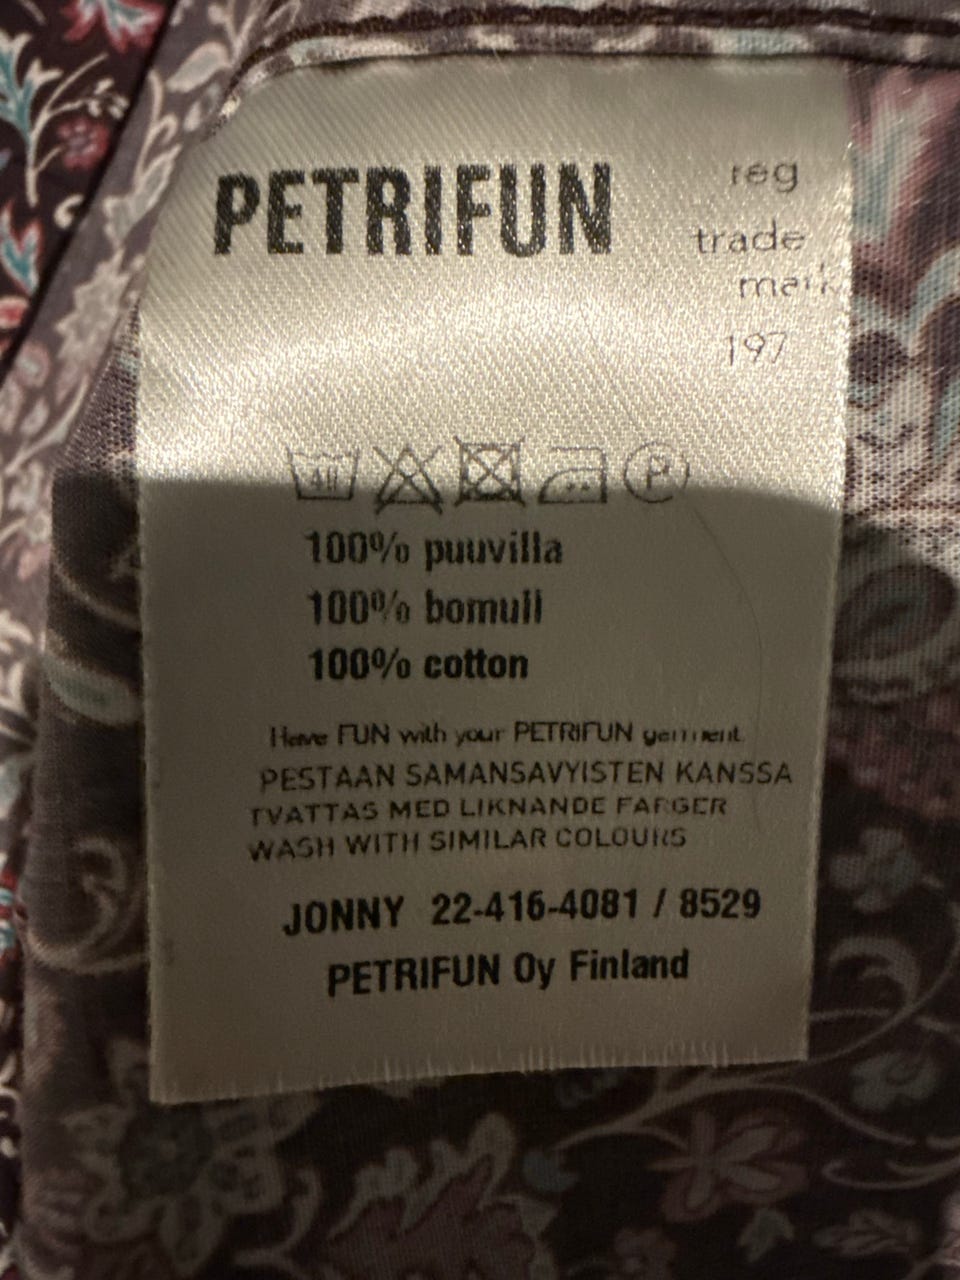 PETRIFUN
reg
trade
mark
197
40
P
100% puuvilla
100% bomull
100% cotton
Have FUN with your PETRIFUN garment.
PESTAAN SAMANSAVYISTEN KANSSA
TVATTAS MED LIKNANDE FARGER
WASH WITH SIMILAR COLOURS
JONNY 22-416-4081 / 8529
PETRIFUN Oy Finland